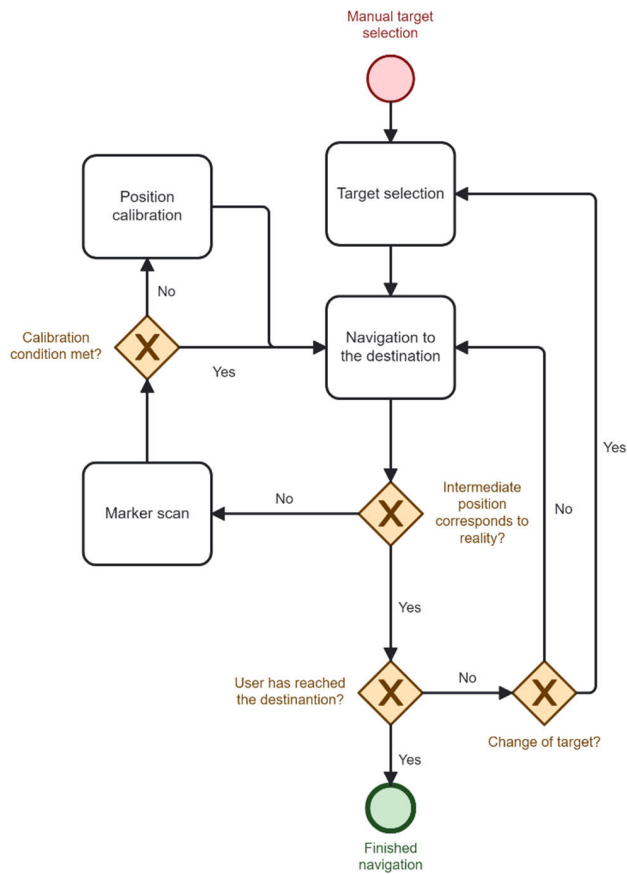 Manual target
selection
Target selection
Position
calibration
No
Calibration
condition met?
X
Yes
Navigation to
the destination
Marker scan
No
X
Intermediate
position
corresponds to
reality?
No
Yes
Yes
User has reached
the destinantion?
X
No
X
Change of target?
Yes
Finished
navigation